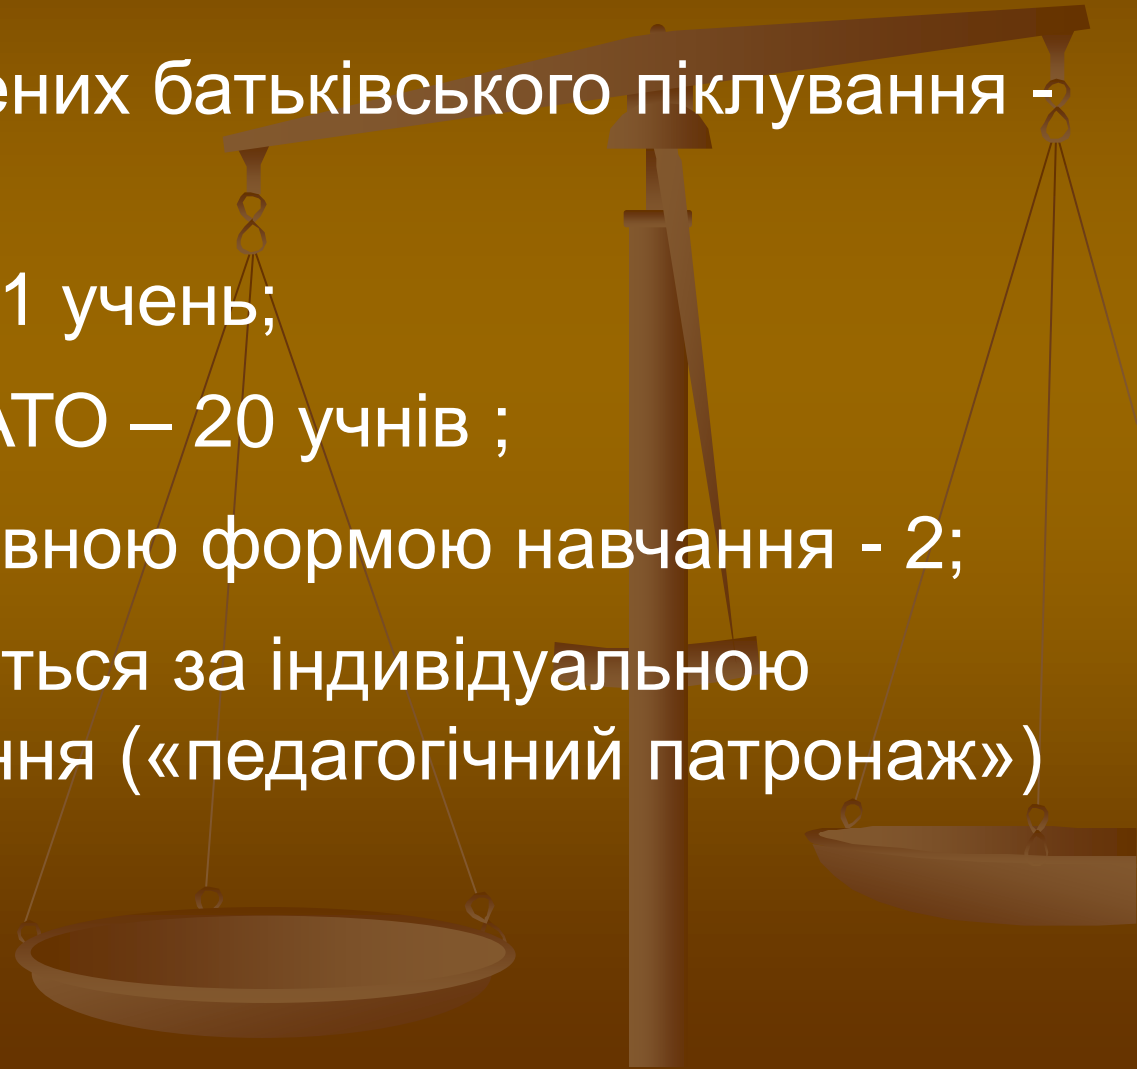 ених батьківського піклування -
1 учень;
АТО – 20 учнів ;
вною формою навчання - 2;
ться за індивідуальною
ння («педагогічний патронаж»)